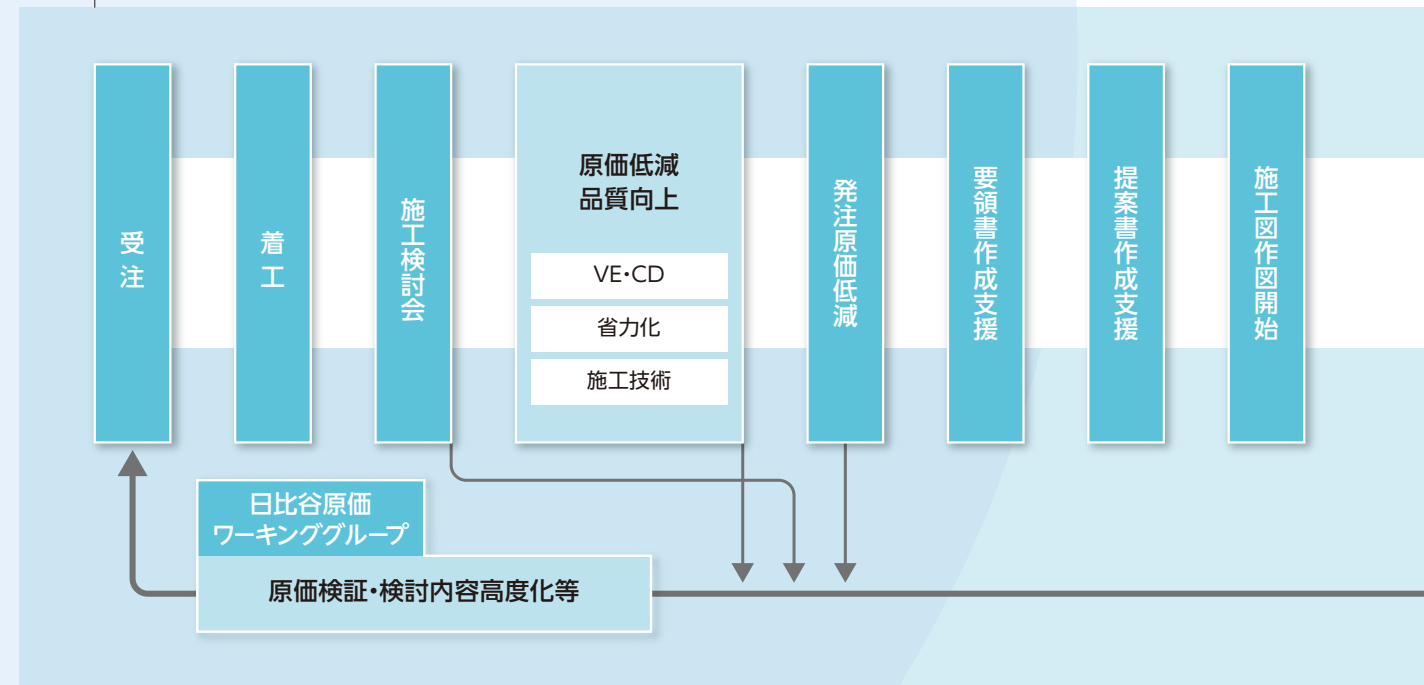 受注
着工
施工検討会
原価低減
品質向上
VE・CD
省力化
施工技術
発注原価低減
要領書作成支援
提案書作成支援
施工図作図開始
日比谷原価
ワーキンググループ
原価検証・検討内容高度化等